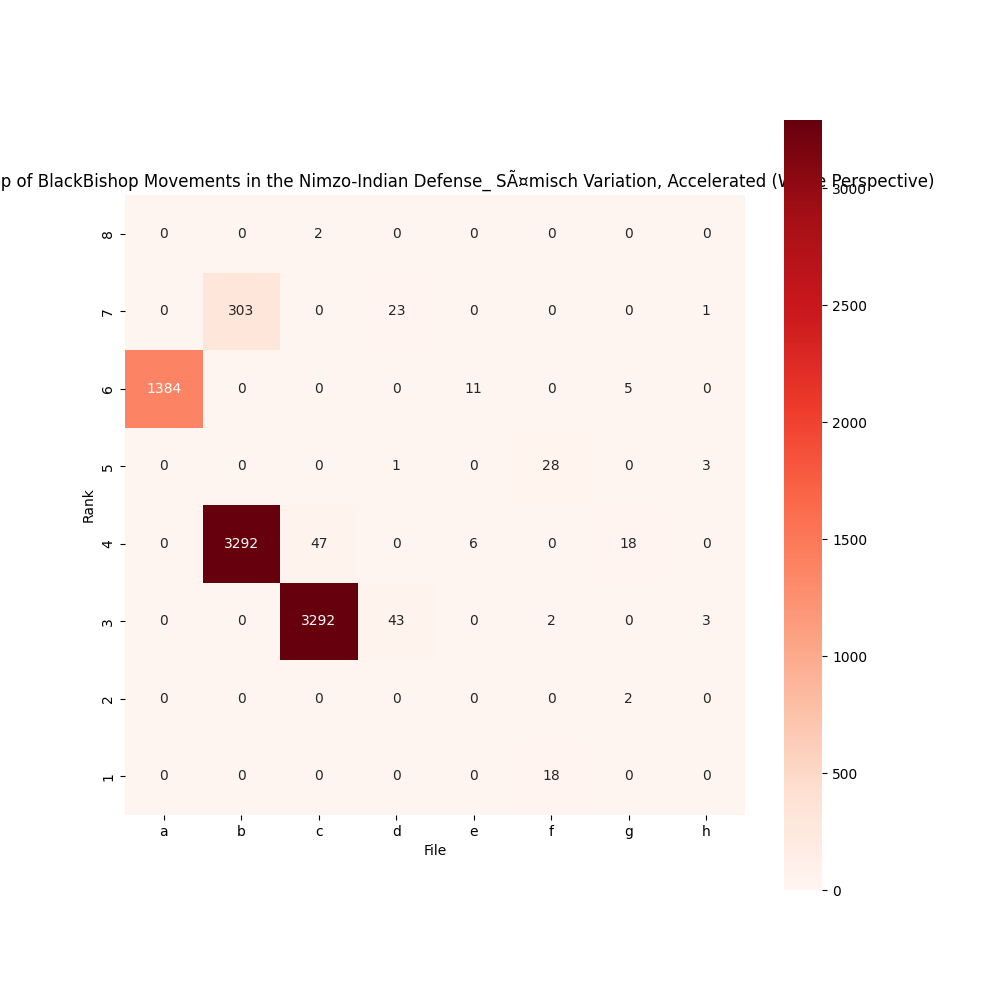 p of BlackBishop Movements in the Nimzo-Indian Defense_ SÃ¤misch Variation, Accelerated (W e Perspective)
8 0 0 2 0 0 0 0 0
7 0 303 0 23 0 0 0 1
6 1384 0 0 0 11 0 5 0
5 0 0 0 1 0 28 0 3
4 0 3292 47 0 6 0 18 0
3 0 0 3292 43 0 2 0 3
2 0 0 0 0 0 0 2 0
1 0 0 0 0 0 18 0 0
a b c d e f g h
File
Rank
3000
2500
2000
1500
1000
500
0